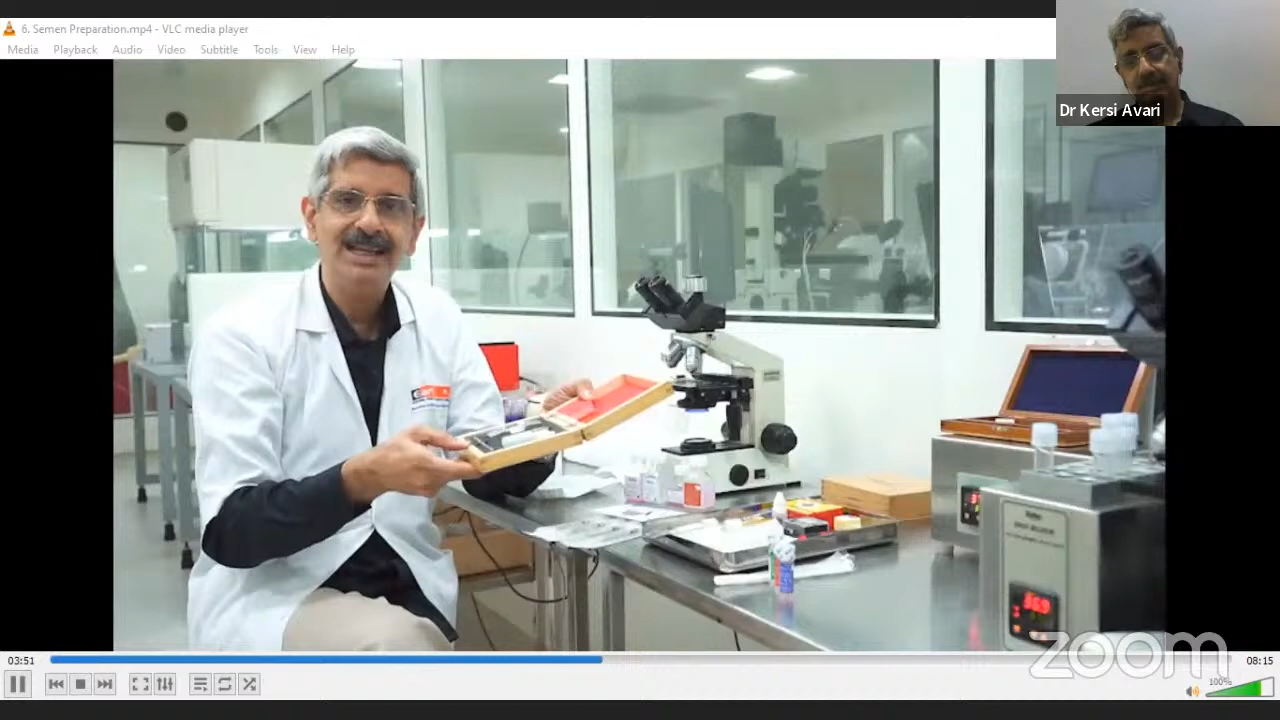 6. Semen Preparation.mp4 - VLC media player
Media Playback Audio Video Subtitle Tools View Help
Dr Kersi Avari
03:51
08:15
100%
zoom